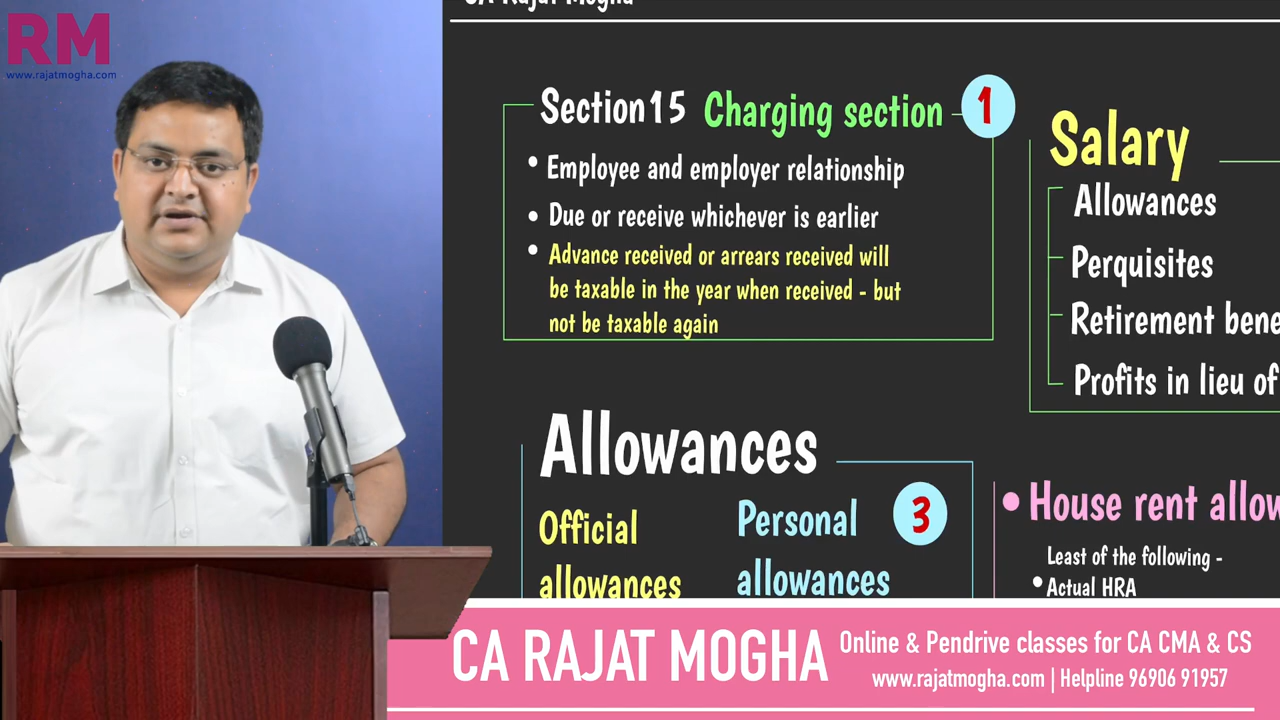 RM
www.rajatmogha.com
CA Rajat Mogha
Section15 Charging section 1
• Employee and employer relationship
• Due or receive whichever is earlier
• Advance received or arrears received will
be taxable in the year when received - but
not be taxable again
Salary
Allowances
Perquisites
Retirement bene
Profits in lieu of
Allowances
Official
allowances
Personal
allowances
3
• House rent allow
Least of the following -
• Actual HRA
CA RAJAT MOGHA
Online & Pendrive classes for CA CMA & CS
www.rajatmogha.com | Helpline 96906 91957